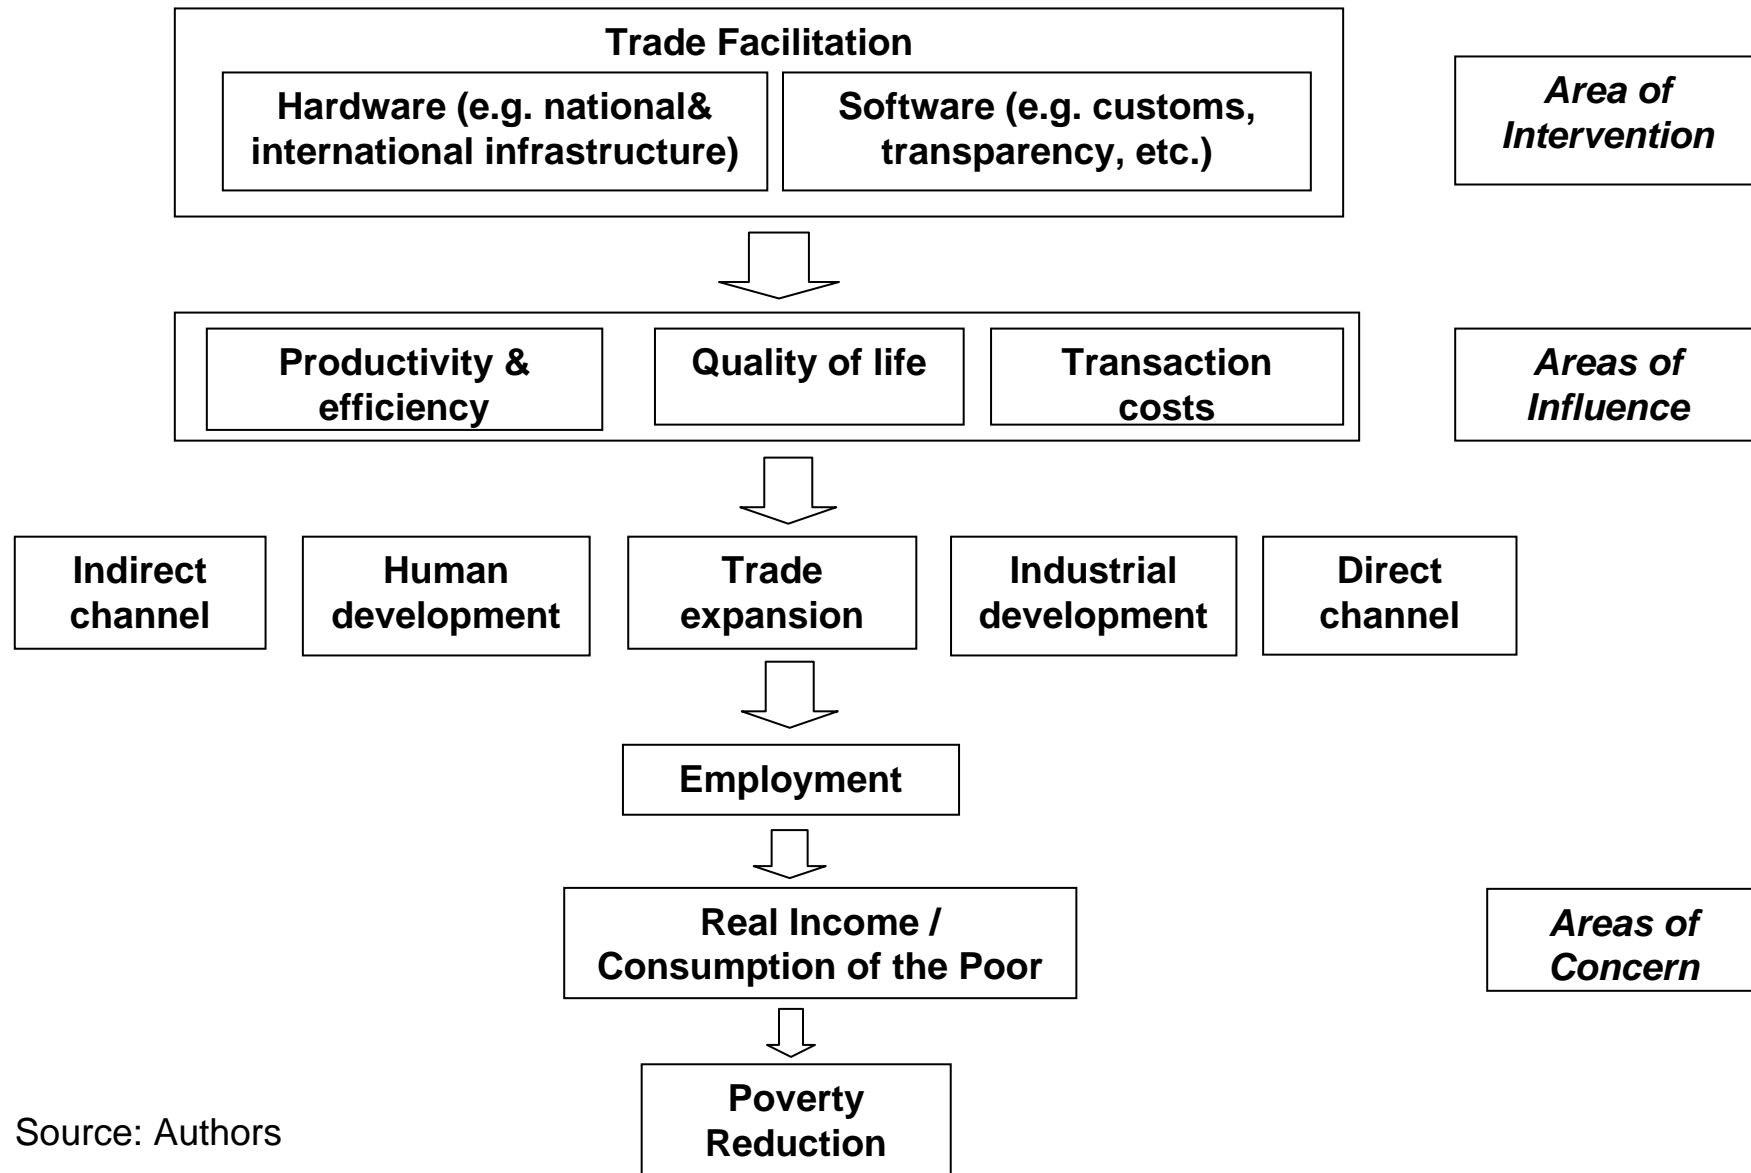 Trade Facilitation
Hardware (e.g. national&
international infrastructure)
Software (e.g. customs,
transparency, etc.)
Area of
Intervention
Productivity &
efficiency
Quality of life
Transaction
costs
Areas of
Influence
Indirect
channel
Human
development
Trade
expansion
Industrial
development
Direct
channel
Employment
Real Income /
Consumption of the Poor
Areas of
Concern
Poverty
Reduction
Source: Authors